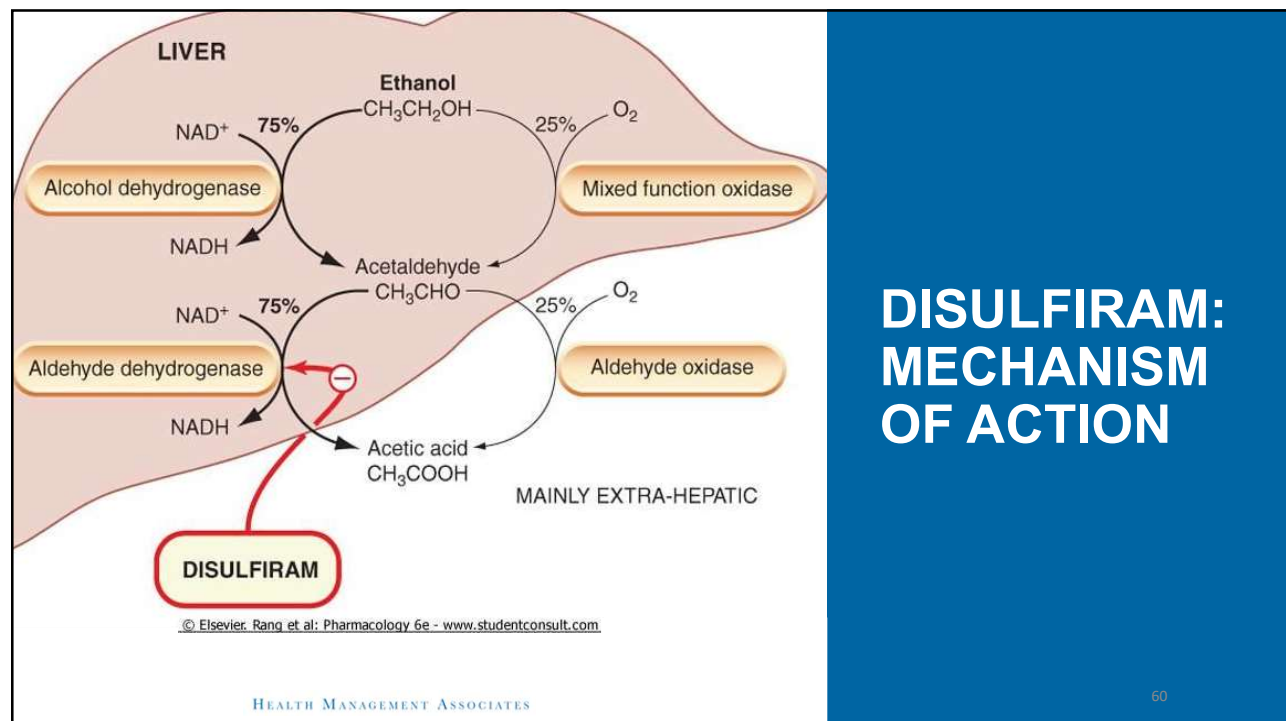 LIVER
Ethanol
CH₃CH₂OH
NAD⁺
75%
25%
O₂
Alcohol dehydrogenase
Mixed function oxidase
NADH
Acetaldehyde
CH₃CHO
NAD⁺
75%
25%
O₂
Aldehyde dehydrogenase
−
Aldehyde oxidase
NADH
Acetic acid
CH₃COOH
MAINLY EXTRA-HEPATIC
DISULFIRAM
© Elsevier. Rang et al: Pharmacology 6e - www.studentconsult.com
HEALTH MANAGEMENT ASSOCIATES
DISULFIRAM:
MECHANISM
OF ACTION
60